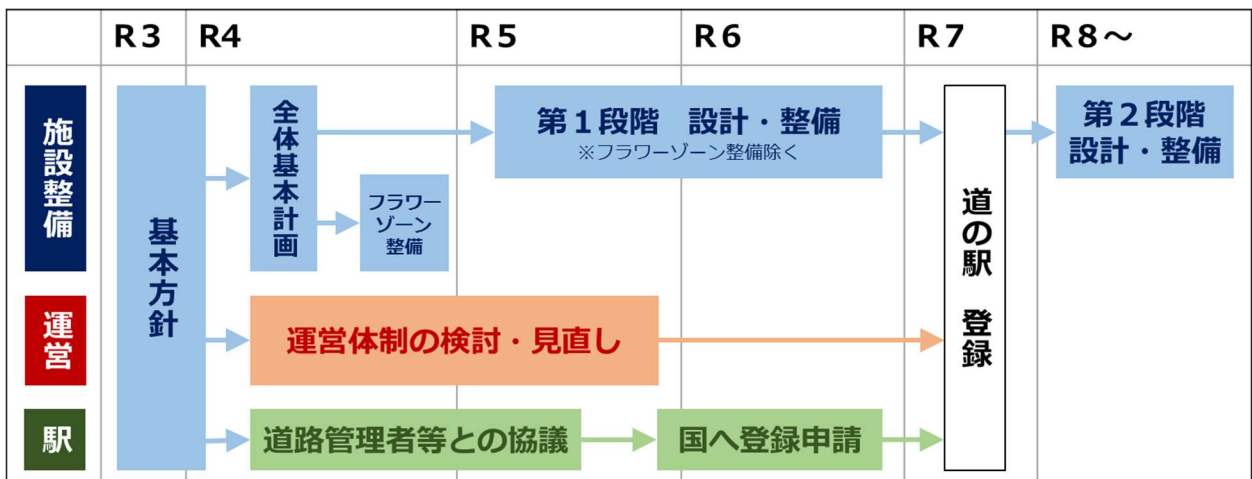 R3
R4
R5
R6
R7
R8～
施設整備
基本方針
全体基本計画
フラワー
ゾーン
整備
第１段階　設計・整備
※フラワーゾーン整備除く
道の駅　登録
第２段階
設計・整備
運営
運営体制の検討・見直し
駅
道路管理者等との協議
国へ登録申請